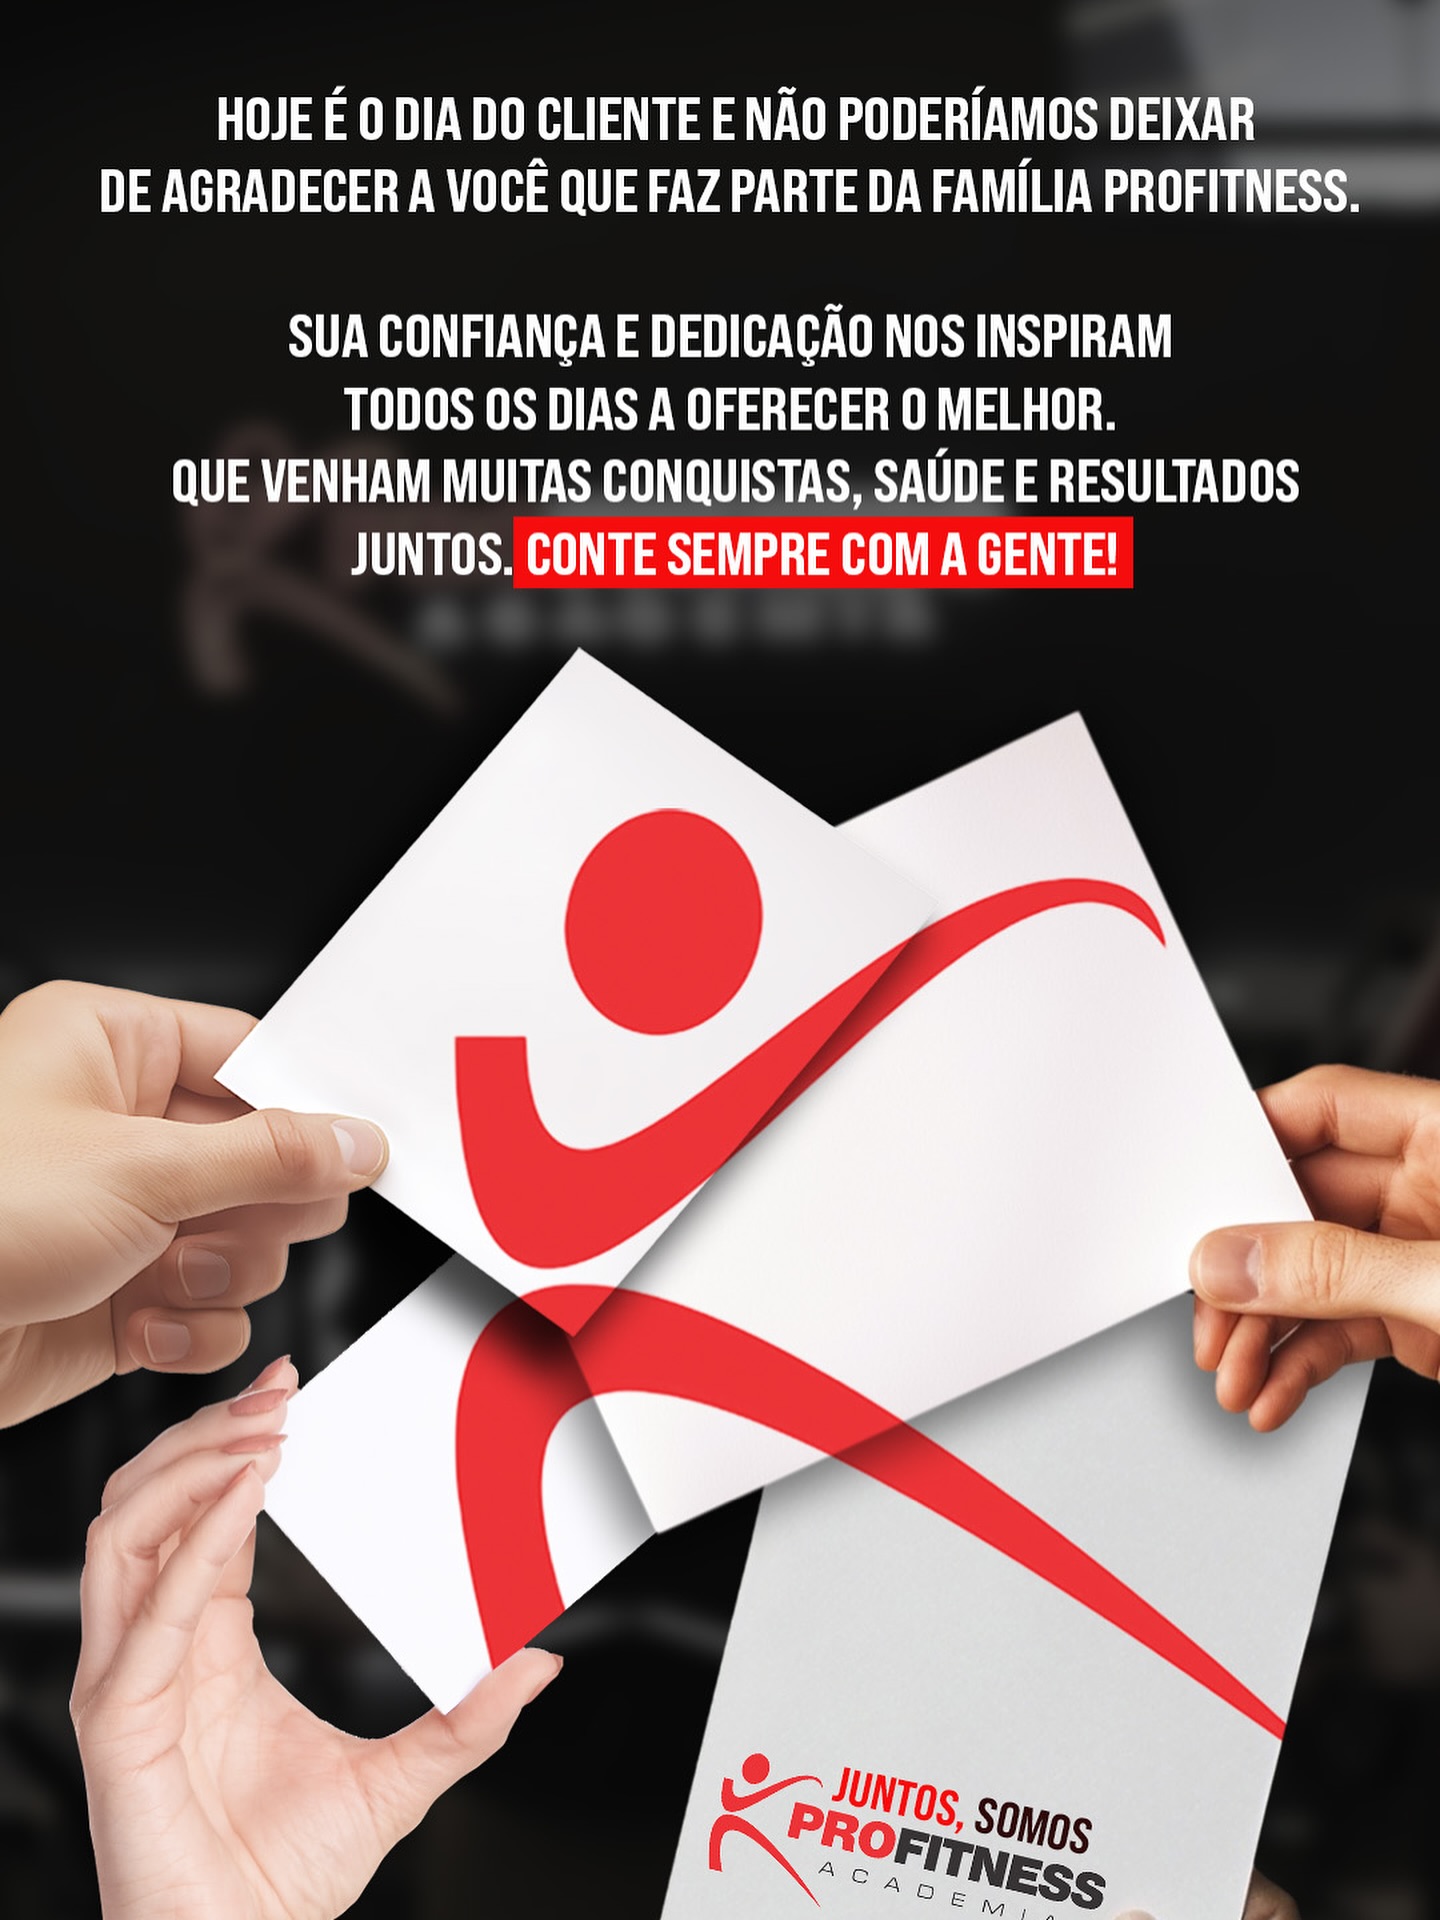 HOJE É O DIA DO CLIENTE E NÃO PODERÍAMOS DEIXAR
DE AGRADECER A VOCÊ QUE FAZ PARTE DA FAMÍLIA PROFITNESS.
SUA CONFIANÇA E DEDICAÇÃO NOS INSPIRAM
TODOS OS DIAS A OFERECER O MELHOR.
QUE VENHAM MUITAS CONQUISTAS, SAÚDE E RESULTADOS
JUNTOS. CONTE SEMPRE COM A GENTE!
ACADEMIA
JUNTOS, SOMOS
PROFITNESS
ACADEMIA